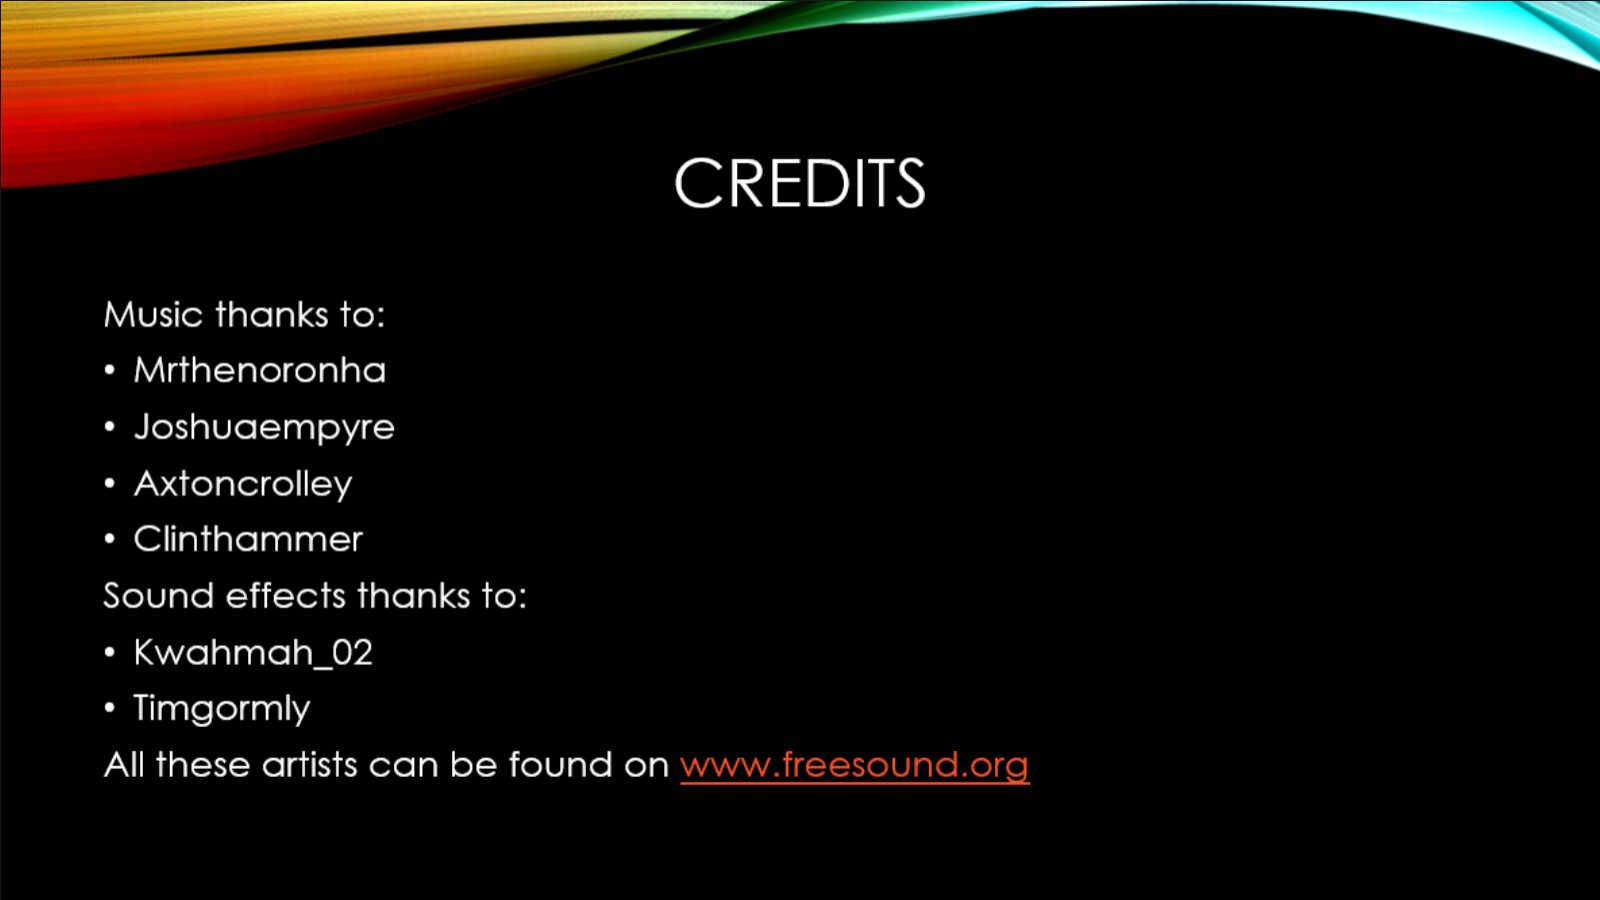 CREDITS
Music thanks to:
• Mrthenoronha
• Joshuaempyre
• Axtoncrolley
• Clinthammer
Sound effects thanks to:
• Kwahmah_02
• Timgormly
All these artists can be found on www.freesound.org